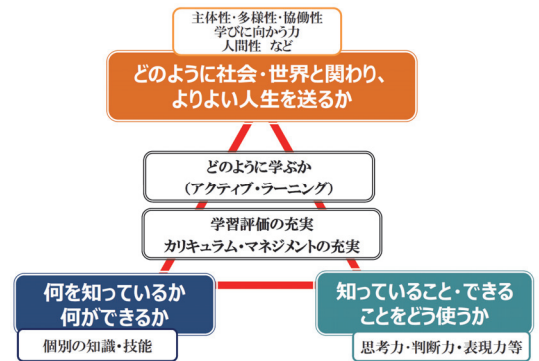 主体性・多様性・協働性
学びに向かう力
人間性 など
どのように社会・世界と関わり、
よりよい人生を送るか
どのように学ぶか
(アクティブ・ラーニング)
学習評価の充実
カリキュラム・マネジメントの充実
何を知っているか
何ができるか
個別の知識・技能
知っていること・できる
ことをどう使うか
思考力・判断力・表現力等